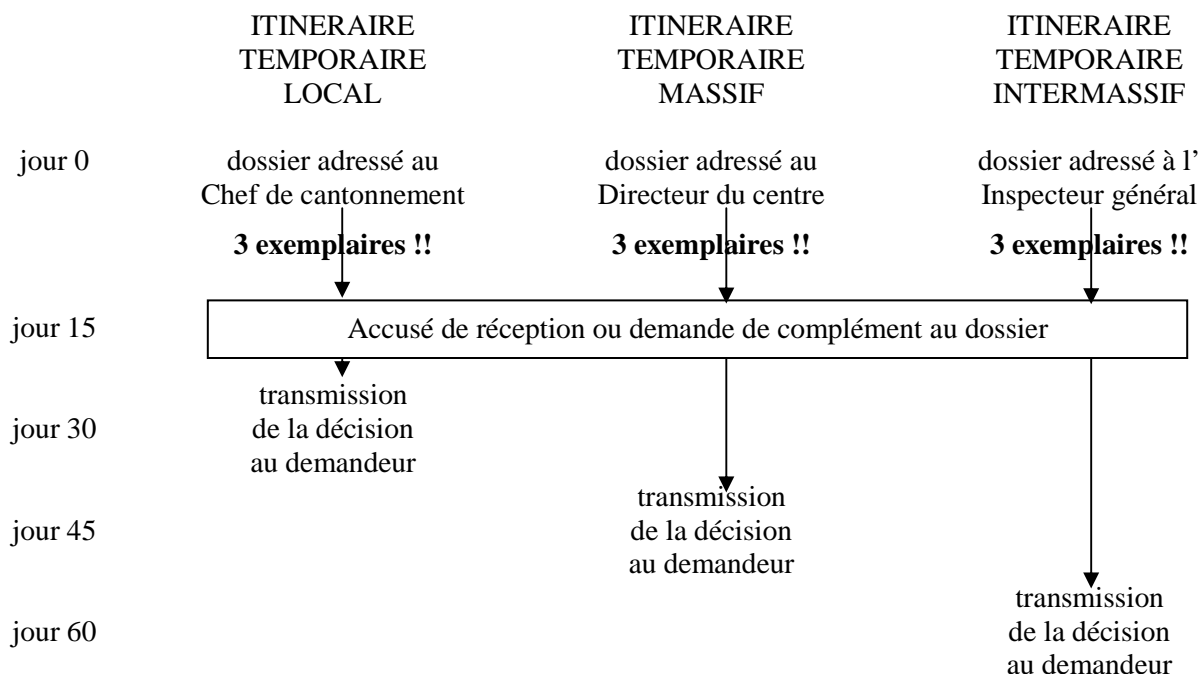 ITINERAIRE TEMPORAIRE LOCAL
ITINERAIRE TEMPORAIRE MASSIF
ITINERAIRE TEMPORAIRE INTERMASSIF
jour 0
dossier adressé au
Chef de cantonnement
3 exemplaires !!
dossier adressé au
Directeur du centre
3 exemplaires !!
dossier adressé à l’
Inspecteur général
3 exemplaires !!
jour 15
Accusé de réception ou demande de complément au dossier
jour 30
transmission
de la décision
au demandeur
jour 45
transmission
de la décision
au demandeur
jour 60
transmission
de la décision
au demandeur